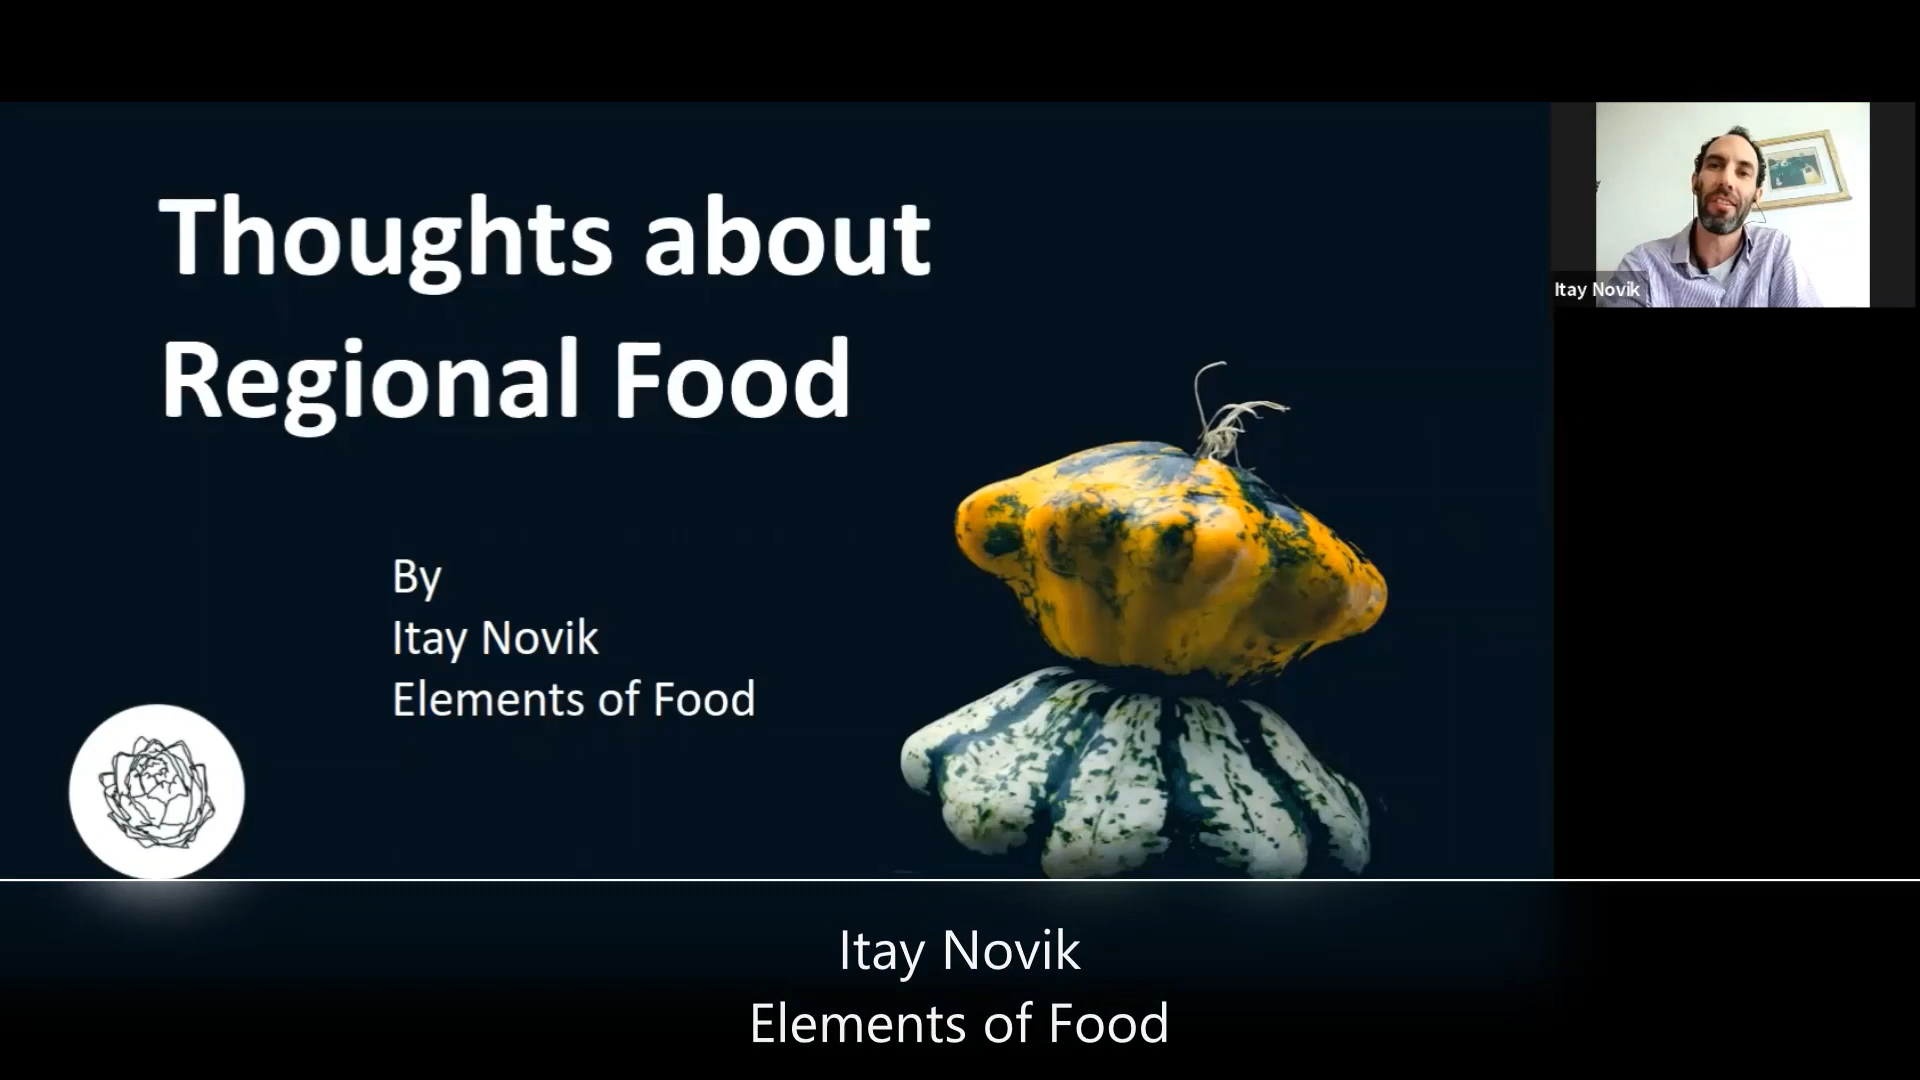 Thoughts about
Regional Food
By
Itay Novik
Elements of Food
Itay Novik
Itay Novik
Elements of Food